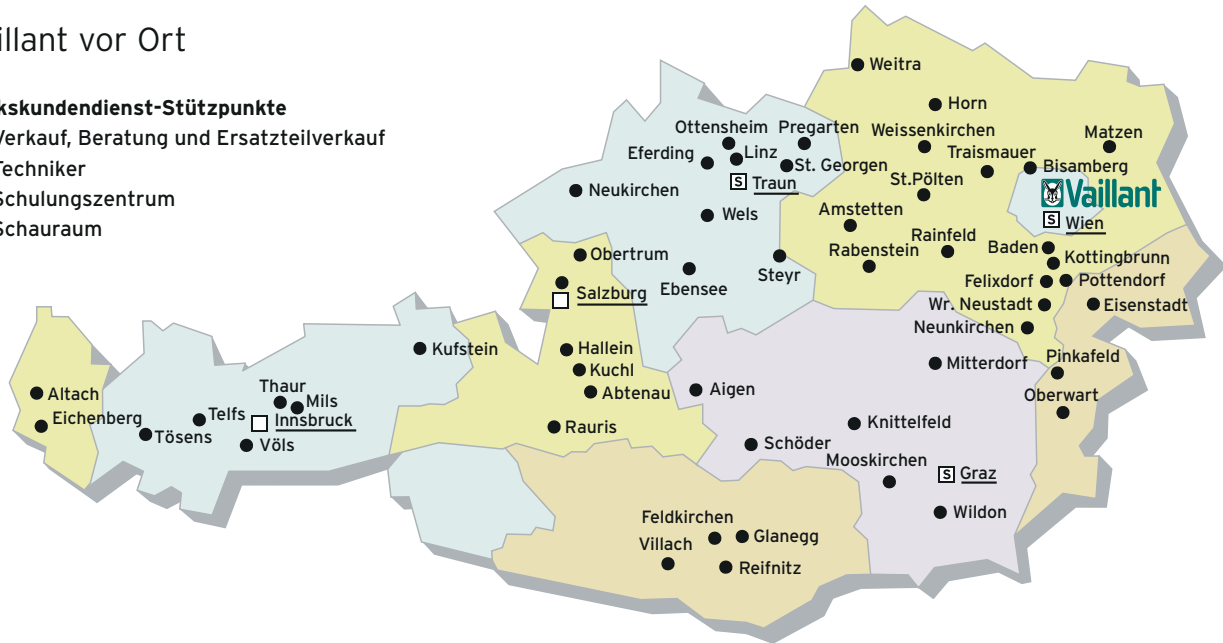 illant vor Ort
kskundendienst-Stützpunkte
Verkauf, Beratung und Ersatzteilverkauf
Techniker
Schulungszentrum
Schauraum
Weitra
Horn
Ottensheim
Pregarten
Weissenkirchen
Matzen
Eferding
Linz
St. Georgen
Traismauer
Bisamberg
S Traun
St.Pölten
Vaillant
Neukirchen
Wels
Amstetten
S Wien
Rabenstein
Rainfeld
Baden
Kottingbrunn
Obertrum
Steyr
Ebensee
Felixdorf
Pottendorf
Salzburg
Wr. Neustadt
Eisenstadt
Neunkirchen
Kufstein
Hallein
Mitterdorf
Pinkafeld
Kuchl
Altach
Thaur
Mils
Abtenau
Aigen
Oberwart
Eichenberg
Telfs
Innsbruck
Rauris
Knittelfeld
Tösens
Völs
Schöder
Mooskirchen
S Graz
Wildon
Feldkirchen
Glanegg
Villach
Reifnitz